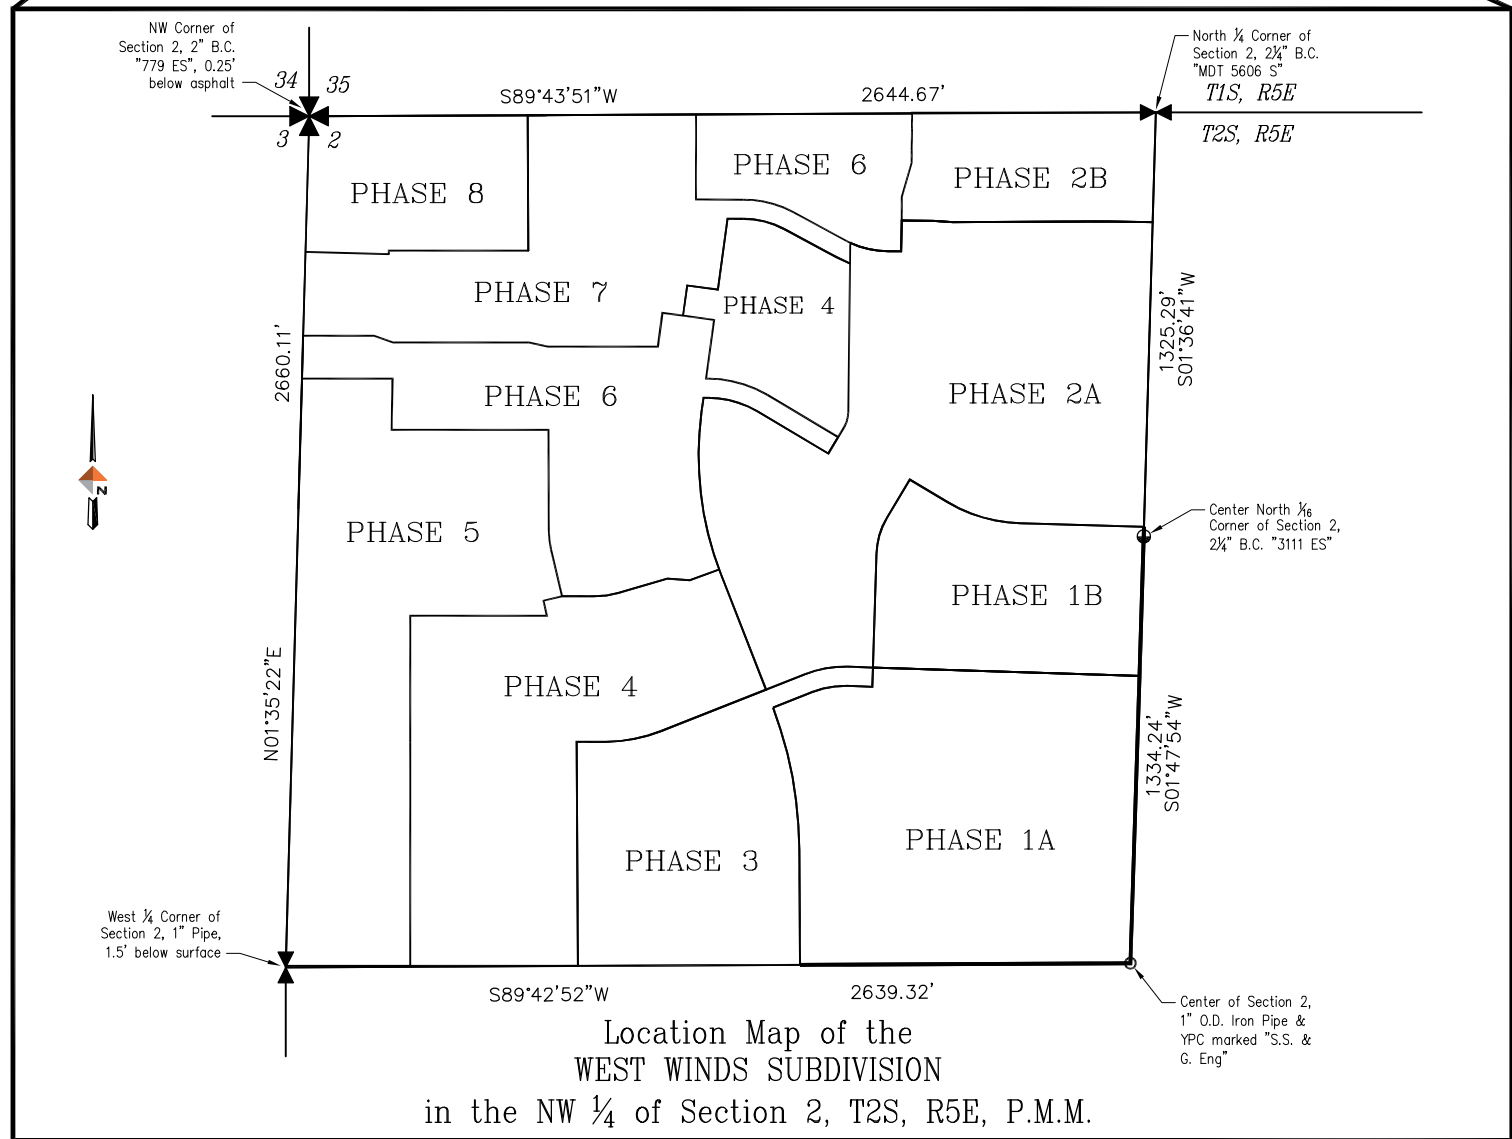 NW Corner of
Section 2, 2" B.C.
"779 ES", 0.25'
below asphalt
34
35
3
2
S89°43'51"W
2644.67'
North ¼ Corner of
Section 2, 2¼" B.C.
"MDT 5606 S"
T1S, R5E
T2S, R5E
PHASE 8
PHASE 6
PHASE 2B
PHASE 7
PHASE 4
2660.11'
1325.29'
S01°36'41"W
PHASE 6
PHASE 2A
N
PHASE 5
Center North 1/16
Corner of Section 2,
2¼" B.C. "3111 ES"
PHASE 1B
N01°35'22"E
PHASE 4
1334.24'
S01°47'54"W
PHASE 3
PHASE 1A
West ¼ Corner of
Section 2, 1" Pipe,
1.5' below surface
S89°42'52"W
2639.32'
Center of Section 2,
1" O.D. Iron Pipe &
YPC marked "S.S. &
G. Eng"
Location Map of the
WEST WINDS SUBDIVISION
in the NW ¼ of Section 2, T2S, R5E, P.M.M.